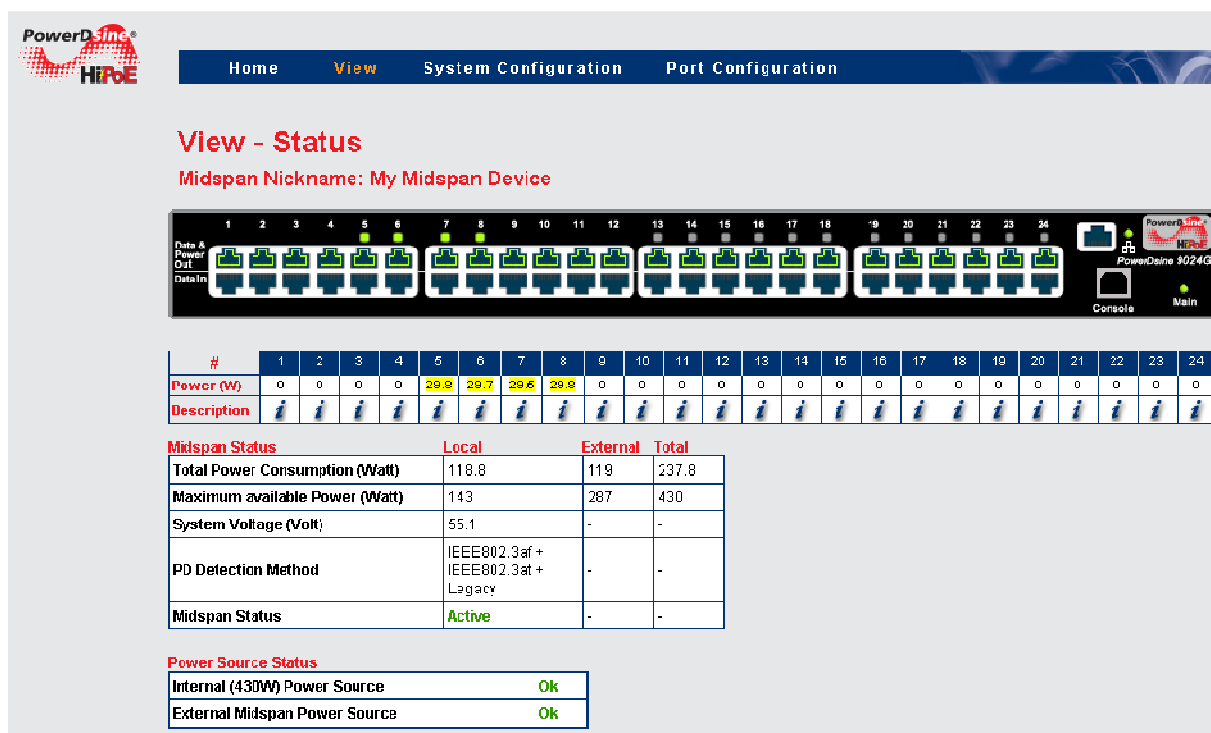 PowerDsine®
HiPoE
Home View System Configuration Port Configuration
View - Status
Midspan Nickname: My Midspan Device
1 2 3 4 5 6 7 8 9 10 11 12 13 14 15 16 17 18 19 20 21 22 23 24
Data &
Power
Out
Data In
PowerDsine
HiPoE
PowerDsine 9024G
Console Main
# 1 2 3 4 5 6 7 8 9 10 11 12 13 14 15 16 17 18 19 20 21 22 23 24
Power (W) 0 0 0 0 29.8 29.7 29.5 29.8 0 0 0 0 0 0 0 0 0 0 0 0 0 0 0 0
Description i i i i i i i i i i i i i i i i i i i i i i i i
Midspan Status Local External Total
Total Power Consumption (Watt) 118.8 119 237.8
Maximum available Power (Watt) 143 287 430
System Voltage (Volt) 55.1 - -
PD Detection Method IEEE802.3af + IEEE802.3at + Legacy - -
Midspan Status Active - -
Power Source Status
Internal (430W) Power Source Ok
External Midspan Power Source Ok